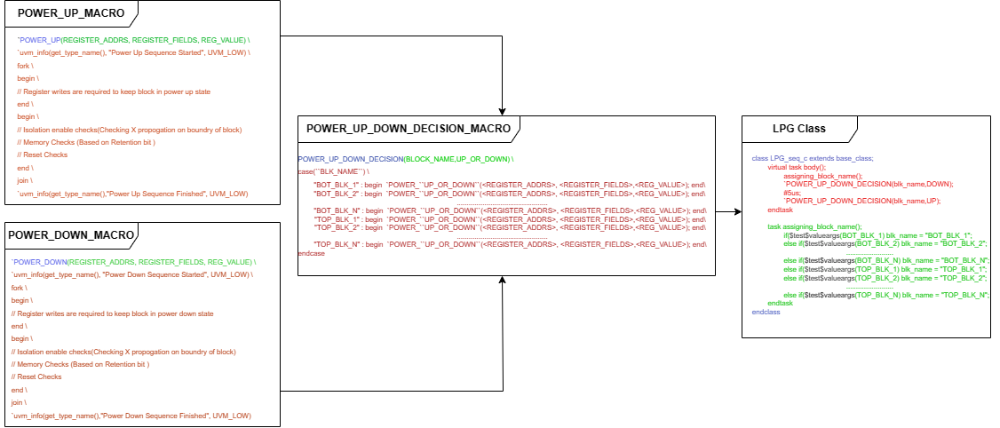 POWER_UP_MACRO
`POWER_UP(REGISTER_ADDRS, REGISTER_FIELDS, REG_VALUE) \
`uvm_info(get_type_name(), "Power Up Sequence Started", UVM_LOW) \
fork \
begin \
// Register writes are required to keep block in power up state
end \
begin \
// Isolation enable checks(Checking X propogation on boundry of block)
// Memory Checks (Based on Retention bit )
// Reset Checks
end \
join \
`uvm_info(get_type_name(),"Power Up Sequence Finished", UVM_LOW)
POWER_DOWN_MACRO
`POWER_DOWN(REGISTER_ADDRS, REGISTER_FIELDS, REG_VALUE) \
`uvm_info(get_type_name(), "Power Down Sequence Started", UVM_LOW) \
fork \
begin \
// Register writes are required to keep block in power down state
end \
begin \
// Isolation enable checks(Checking X propogation on boundry of block)
// Memory Checks (Based on Retention bit )
// Reset Checks
end \
join \
`uvm_info(get_type_name(),"Power Down Sequence Finished", UVM_LOW)
POWER_UP_DOWN_DECISION_MACRO
POWER_UP_DOWN_DECISION(BLOCK_NAME,UP_OR_DOWN) \
case(``BLK_NAME``) \
"BOT_BLK_1" : begin `POWER_``UP_OR_DOWN``(<REGISTER_ADDRS>, <REGISTER_FIELDS>,<REG_VALUE>); end\
"BOT_BLK_2" : begin `POWER_``UP_OR_DOWN``(<REGISTER_ADDRS>, <REGISTER_FIELDS>,<REG_VALUE>); end\
..............................................
"BOT_BLK_N" : begin `POWER_``UP_OR_DOWN``(<REGISTER_ADDRS>, <REGISTER_FIELDS>,<REG_VALUE>); end\
"TOP_BLK_1" : begin `POWER_``UP_OR_DOWN``(<REGISTER_ADDRS>, <REGISTER_FIELDS>,<REG_VALUE>); end\
"TOP_BLK_2" : begin `POWER_``UP_OR_DOWN``(<REGISTER_ADDRS>, <REGISTER_FIELDS>,<REG_VALUE>); end\
..............................................
"TOP_BLK_N" : begin `POWER_``UP_OR_DOWN``(<REGISTER_ADDRS>, <REGISTER_FIELDS>,<REG_VALUE>); end\
endcase
LPG Class
class LPG_seq_c extends base_class;
virtual task body();
assigning_block_name();
`POWER_UP_DOWN_DECISION(blk_name,DOWN);
#5us;
`POWER_UP_DOWN_DECISION(blk_name,UP);
endtask
task assigning_block_name();
if($test$valueargs(BOT_BLK_1) blk_name = "BOT_BLK_1";
else if($test$valueargs(BOT_BLK_2) blk_name = "BOT_BLK_2";
........................
else if($test$valueargs(BOT_BLK_N) blk_name = "BOT_BLK_N";
else if($test$valueargs(TOP_BLK_1) blk_name = "TOP_BLK_1";
else if($test$valueargs(TOP_BLK_2) blk_name = "TOP_BLK_2";
........................
else if($test$valueargs(TOP_BLK_N) blk_name = "TOP_BLK_N";
endtask
endclass